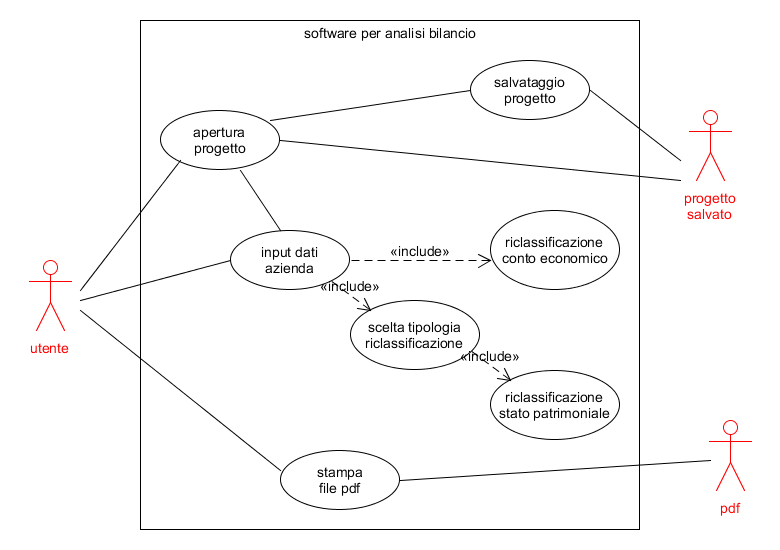 software per analisi bilancio
salvataggio
progetto
apertura
progetto
progetto
salvato
input dati
azienda
«include»
riclassificazione
conto economico
«include»
scelta tipologia
riclassificazione
«include»
riclassificazione
stato patrimoniale
utente
stampa
file pdf
pdf